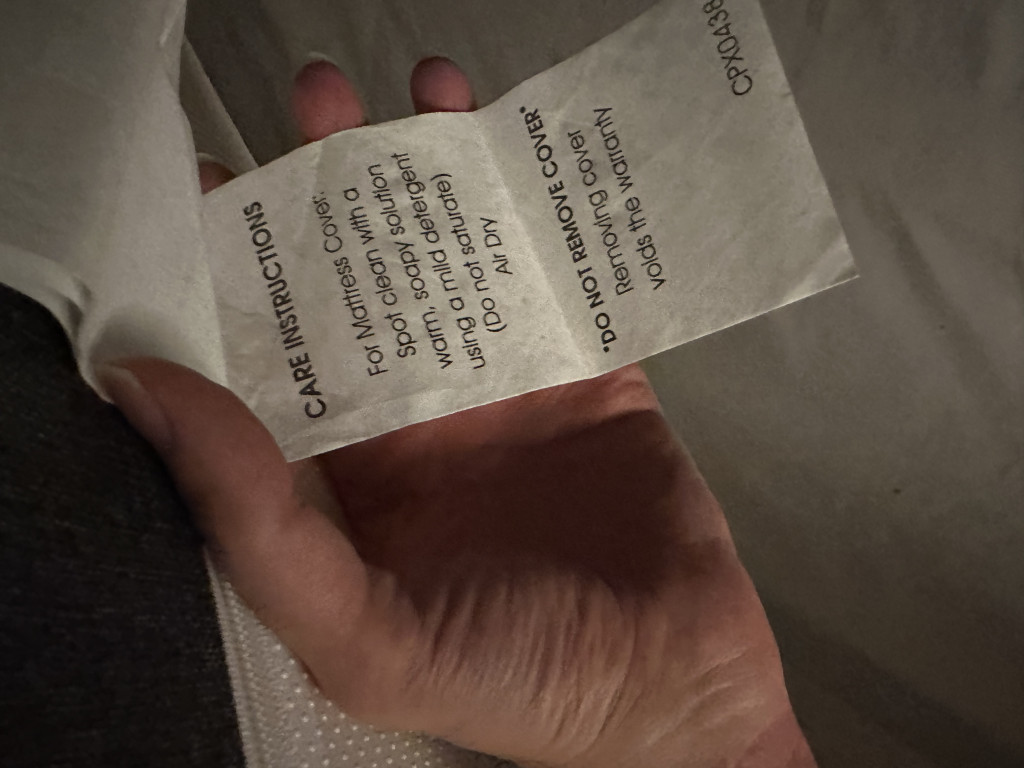 CARE INSTRUCTIONS
For Mattress Cover:
Spot clean with a
warm, soapy solution
using a mild detergent
(Do not saturate)
Air Dry
*DO NOT REMOVE COVER*
Removing cover
voids the warranty
CPX0438